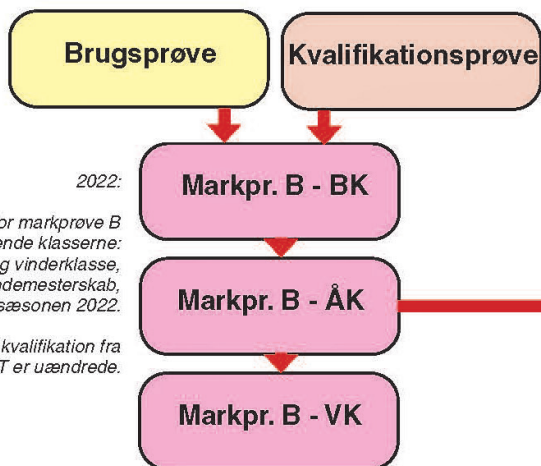 Brugsprøve
Kvalifikationsprøve
2022:
Markpr. B - BK
or markprøve B
ende klasserne:
g vinderklasse,
ndemesterskab,
sæsonen 2022.
Markpr. B - ÅK
kvalifikation fra
T er uændrede.
Markpr. B - VK